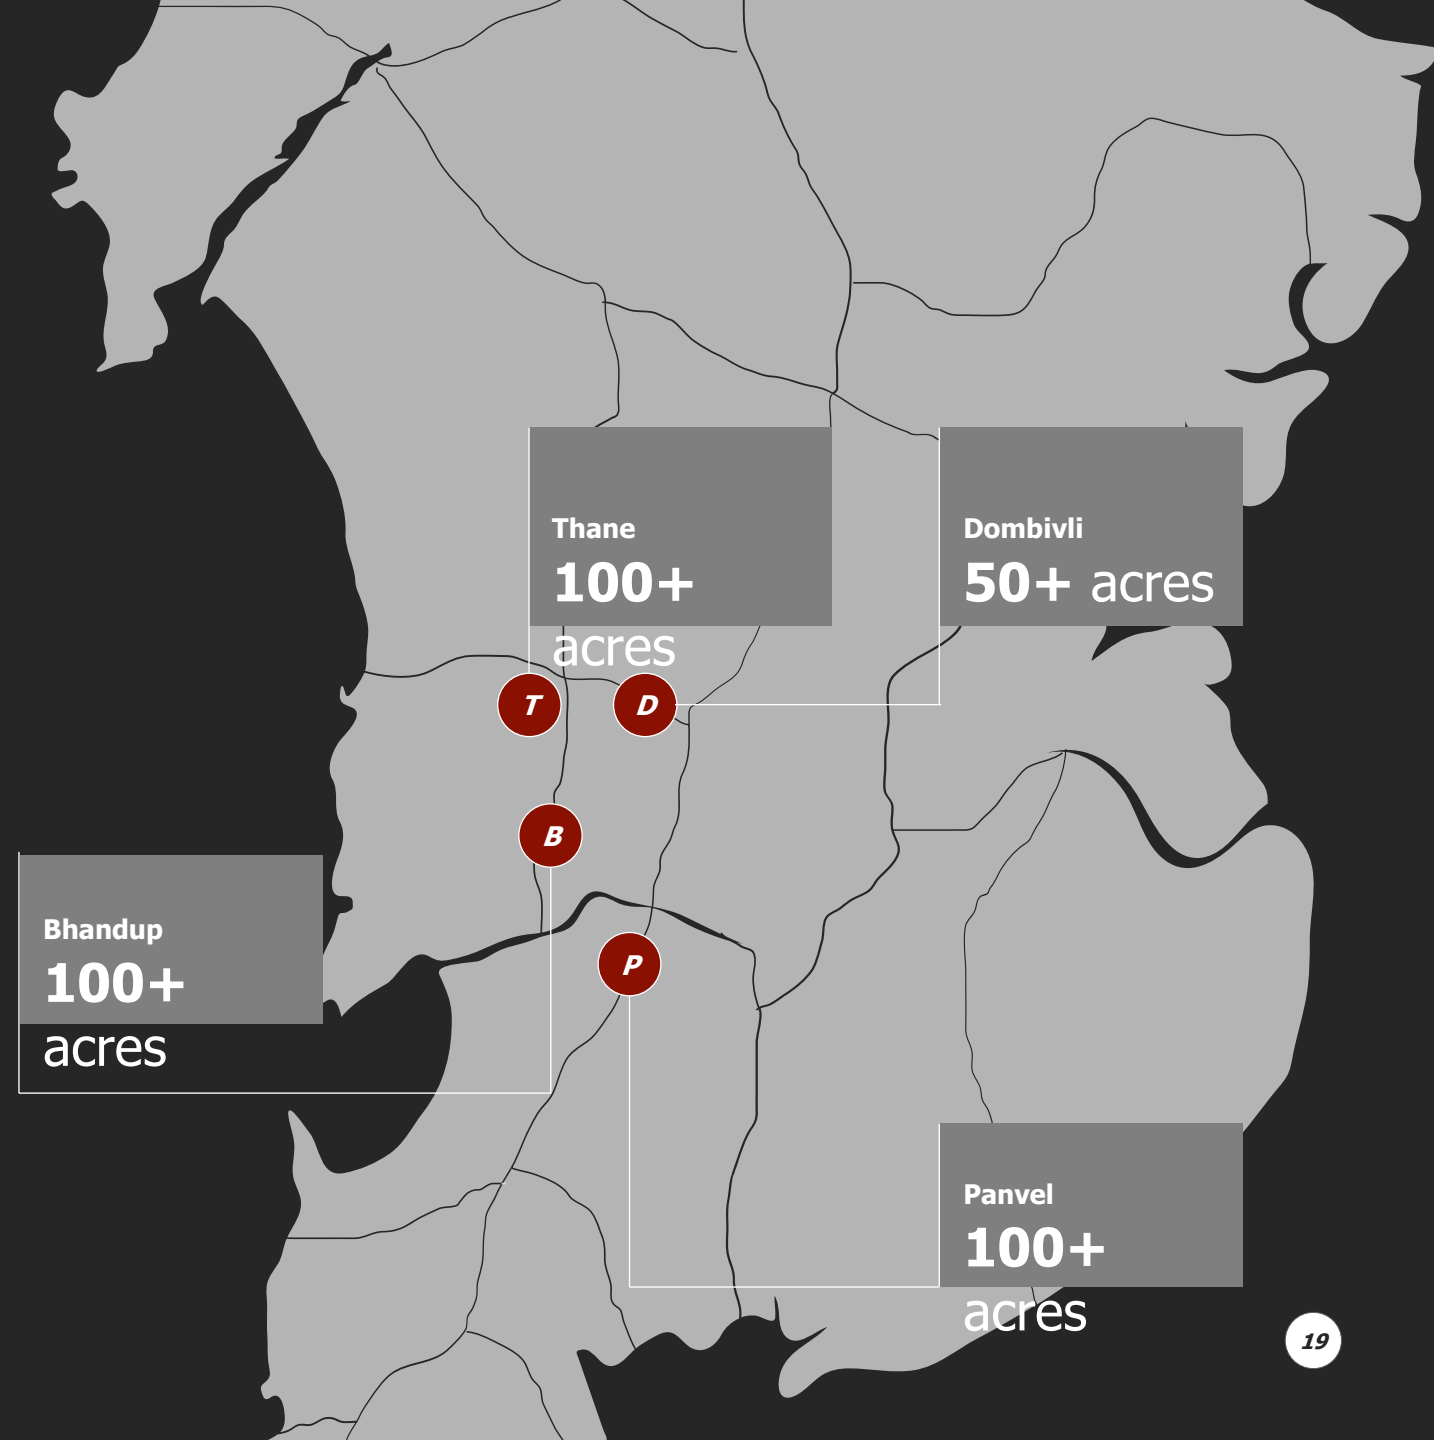 Thane
100+
acres
Dombivli
50+ acres
T
D
B
Bhandup
100+
acres
P
Panvel
100+
acres
19